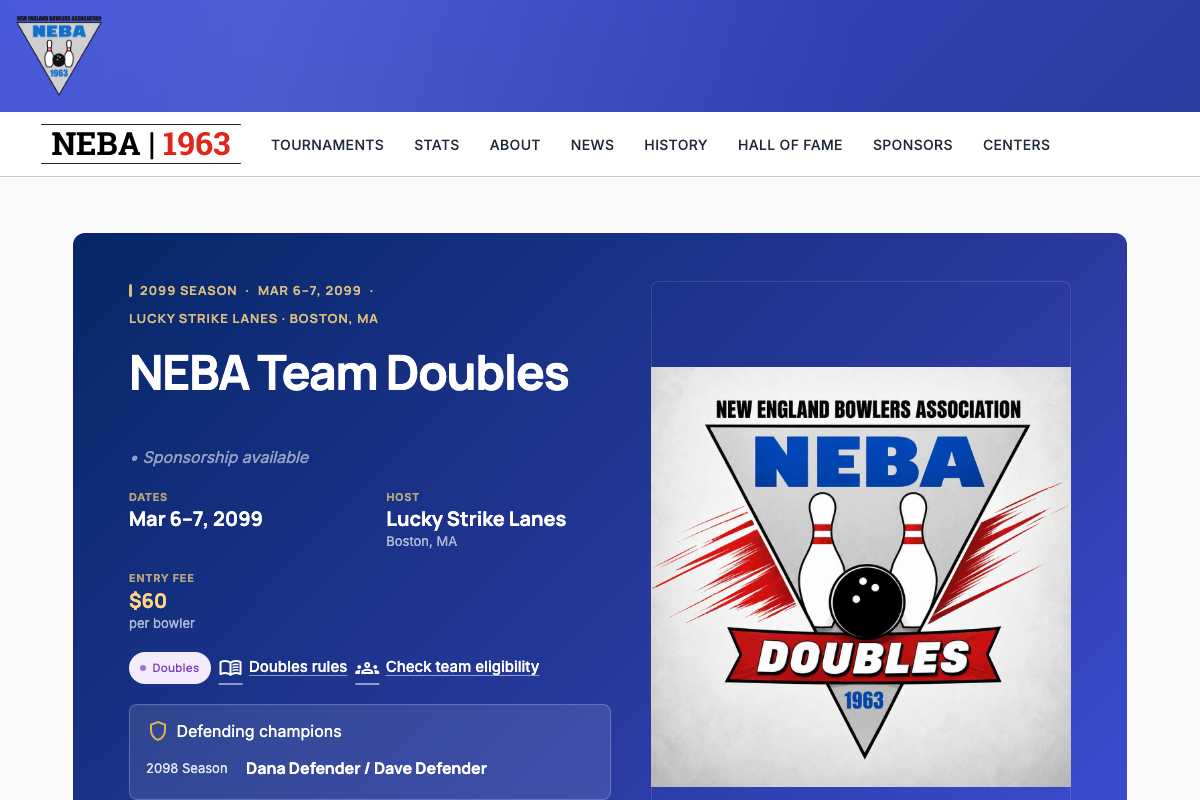 NEW ENGLAND BOWLERS ASSOCIATION
NEBA
1963
NEBA | 1963
TOURNAMENTS STATS ABOUT NEWS HISTORY HALL OF FAME SPONSORS CENTERS
2099 SEASON · MAR 6–7, 2099 ·
LUCKY STRIKE LANES · BOSTON, MA
NEBA Team Doubles
• Sponsorship available
DATES
Mar 6–7, 2099
HOST
Lucky Strike Lanes
Boston, MA
ENTRY FEE
$60
per bowler
Doubles
Doubles rules
Check team eligibility
Defending champions
2098 Season Dana Defender / Dave Defender
NEW ENGLAND BOWLERS ASSOCIATION
NEBA
DOUBLES
1963